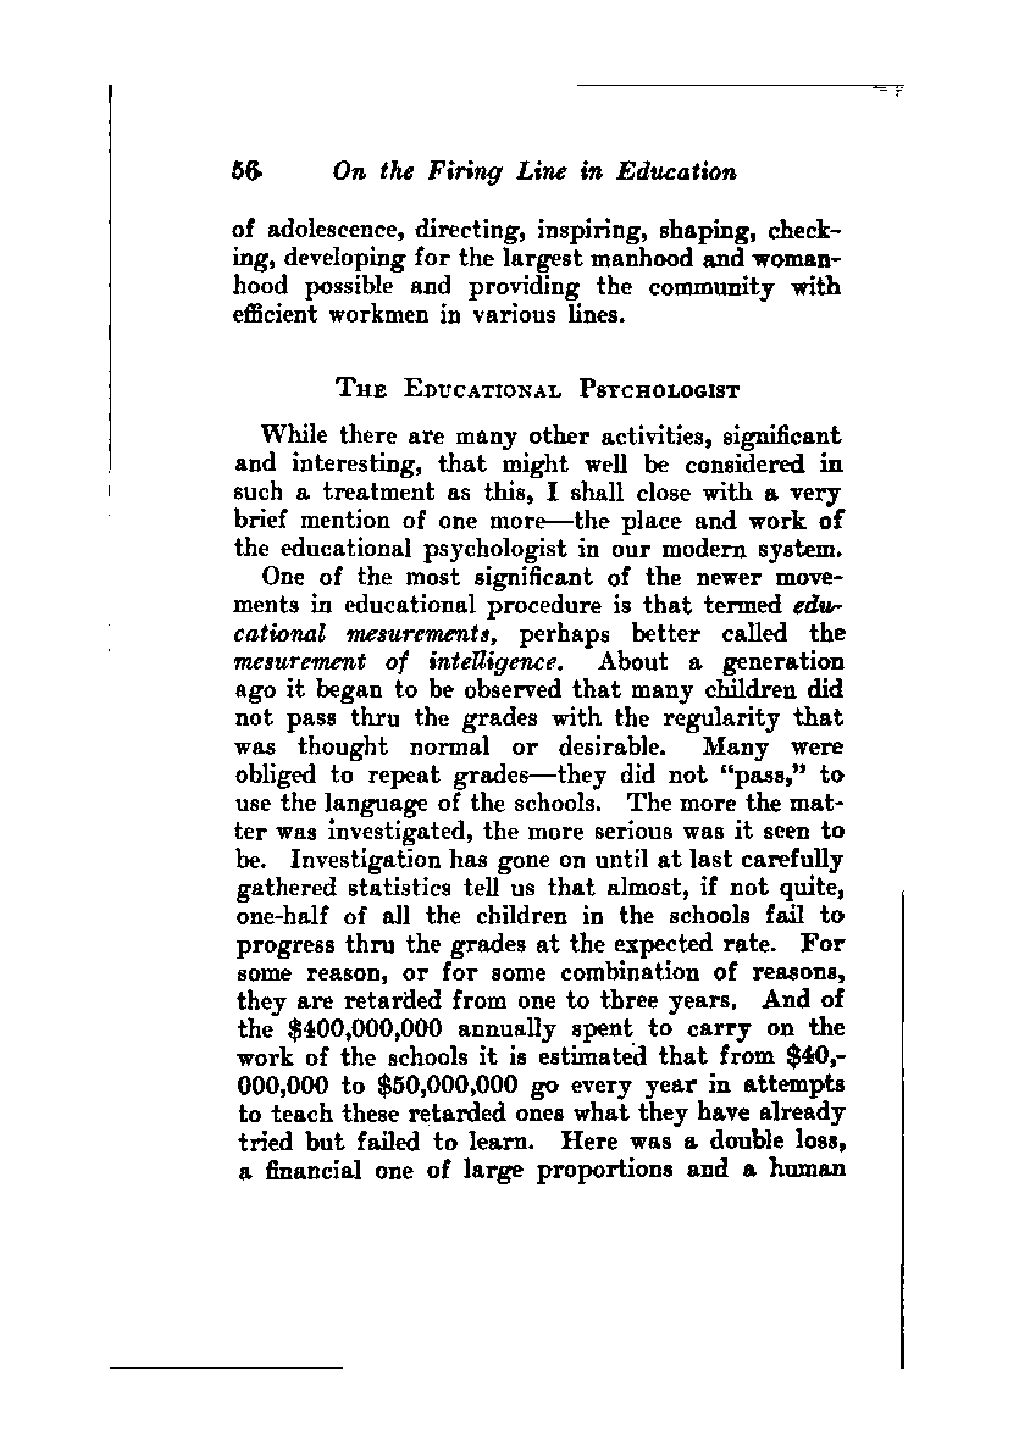 56 On the Firing Line in Education
of adolescence, directing, inspiring, shaping, check-
ing, developing for the largest manhood and woman-
hood possible and providing the community with
efficient workmen in various lines.
The Educational Psychologist
While there are many other activities, significant
and interesting, that might well be considered in
such a treatment as this, I shall close with a very
brief mention of one more—the place and work of
the educational psychologist in our modern system.
One of the most significant of the newer move-
ments in educational procedure is that termed edu-
cational mesurements, perhaps better called the
mesurement of intelligence. About a generation
ago it began to be observed that many children did
not pass thru the grades with the regularity that
was thought normal or desirable. Many were
obliged to repeat grades—they did not “pass,” to
use the language of the schools. The more the mat-
ter was investigated, the more serious was it seen to
be. Investigation has gone on until at last carefully
gathered statistics tell us that almost, if not quite,
one-half of all the children in the schools fail to
progress thru the grades at the expected rate. For
some reason, or for some combination of reasons,
they are retarded from one to three years. And of
the $400,000,000 annually spent to carry on the
work of the schools it is estimated that from $40,-
000,000 to $50,000,000 go every year in attempts
to teach these retarded ones what they have already
tried but failed to learn. Here was a double loss,
a financial one of large proportions and a human